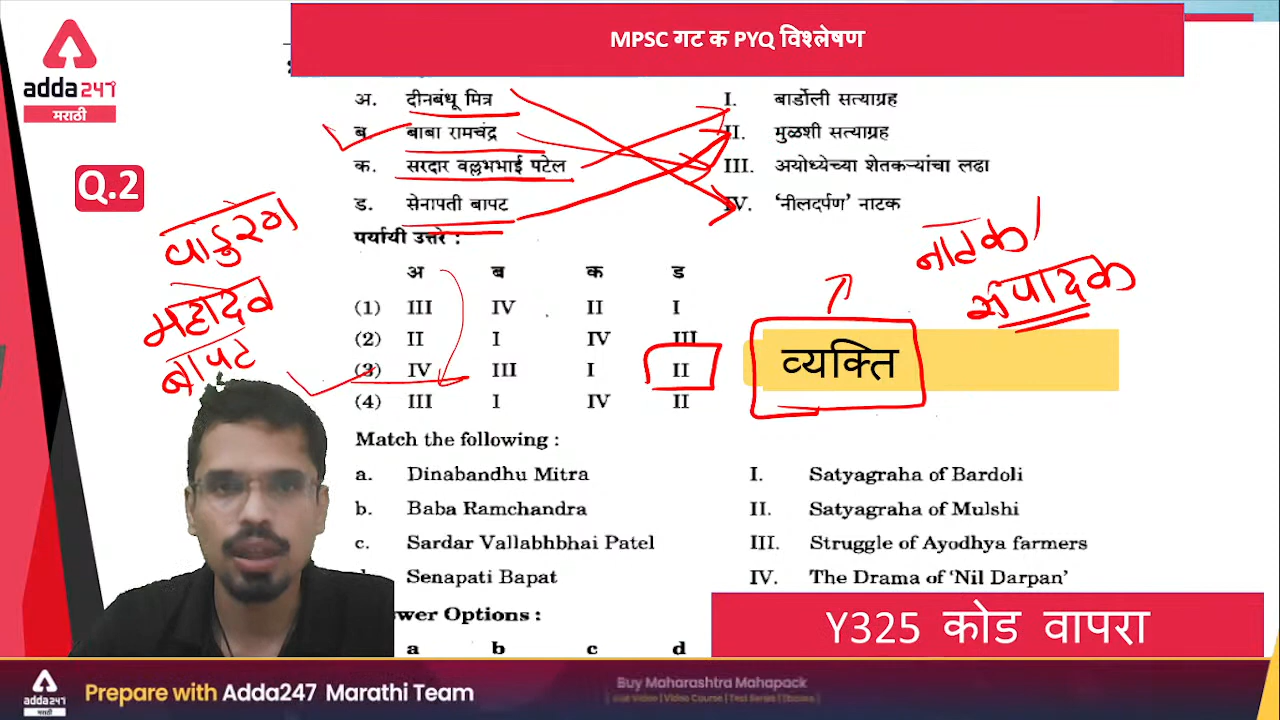 MPSC गट क PYQ विश्लेषण
adda247
मराठी
अ. दीनबंधू मित्र I. बार्डोली सत्याग्रह
ब. बाबा रामचंद्र II. मुळशी सत्याग्रह
क. सरदार वल्लभभाई पटेल III. अयोध्येच्या शेतकऱ्यांचा लढा
ड. सेनापती बापट IV. 'नीलदर्पण' नाटक
Q.2
पर्यायी उत्तरे :
अ ब क ड
(1) III IV II I
(2) II I IV III
(3) IV III I II
(4) III I IV II
पांडुरंग
महादेव
बापट
नाटक/
संपादक
व्यक्ति
Match the following :
a. Dinabandhu Mitra I. Satyagraha of Bardoli
b. Baba Ramchandra II. Satyagraha of Mulshi
c. Sardar Vallabhbhai Patel III. Struggle of Ayodhya farmers
Senapati Bapat IV. The Drama of 'Nil Darpan'
wer Options :
a b c d
Y325 कोड वापरा
adda247
मराठी
Prepare with Adda247 Marathi Team
Buy Maharashtra Mahapack